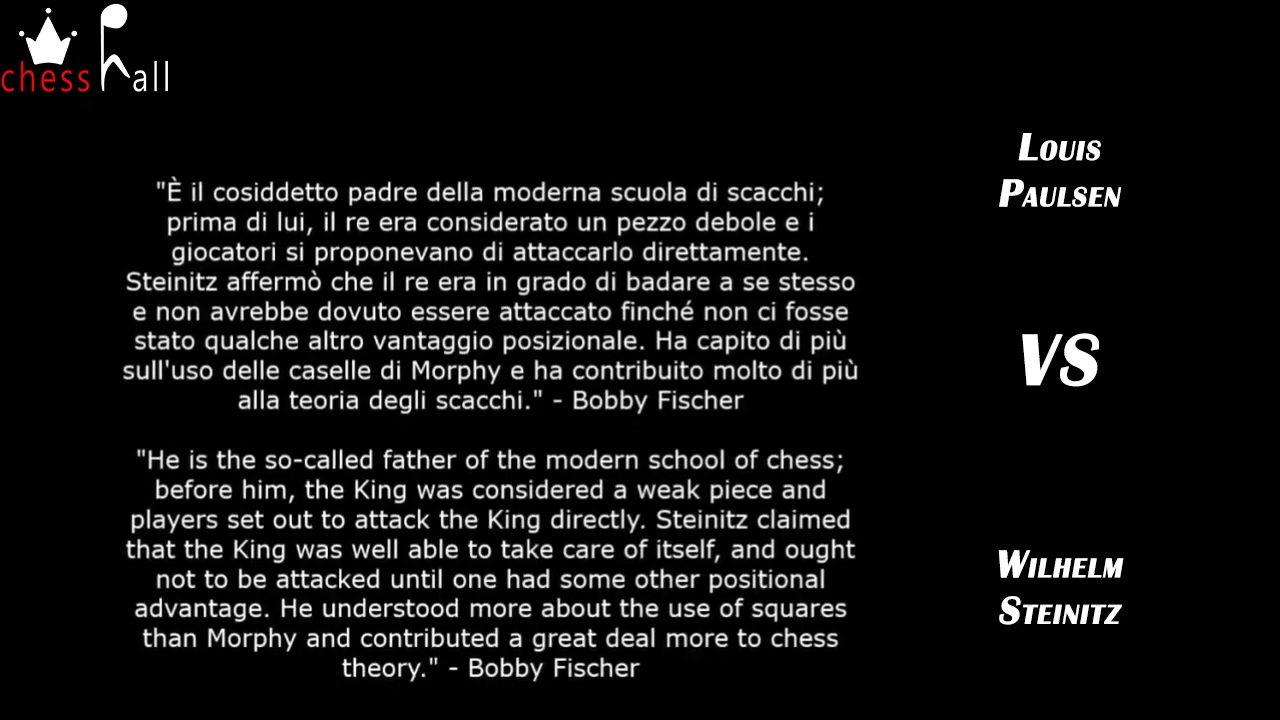 chess hall
"È il cosiddetto padre della moderna scuola di scacchi;
prima di lui, il re era considerato un pezzo debole e i
giocatori si proponevano di attaccarlo direttamente.
Steinitz affermò che il re era in grado di badare a se stesso
e non avrebbe dovuto essere attaccato finché non ci fosse
stato qualche altro vantaggio posizionale. Ha capito di più
sull'uso delle caselle di Morphy e ha contribuito molto di più
alla teoria degli scacchi." - Bobby Fischer
"He is the so-called father of the modern school of chess;
before him, the King was considered a weak piece and
players set out to attack the King directly. Steinitz claimed
that the King was well able to take care of itself, and ought
not to be attacked until one had some other positional
advantage. He understood more about the use of squares
than Morphy and contributed a great deal more to chess
theory." - Bobby Fischer
Louis
Paulsen
VS
Wilhelm
Steinitz